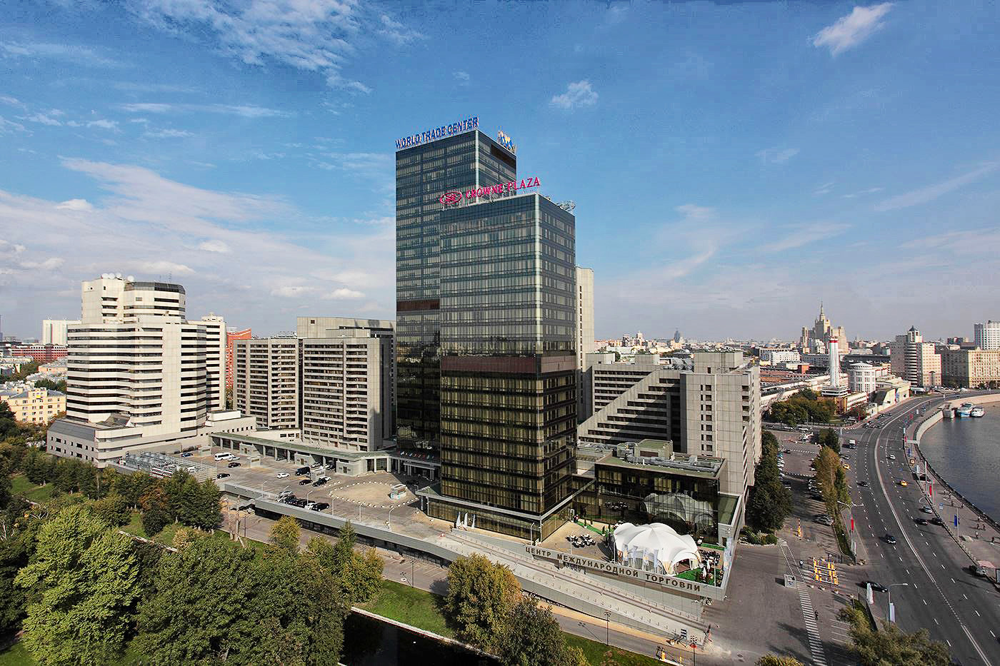 WORLD TRADE CENTER
CROWNE PLAZA
ЦЕНТР МЕЖДУНАРОДНОЙ ТОРГОВЛИ